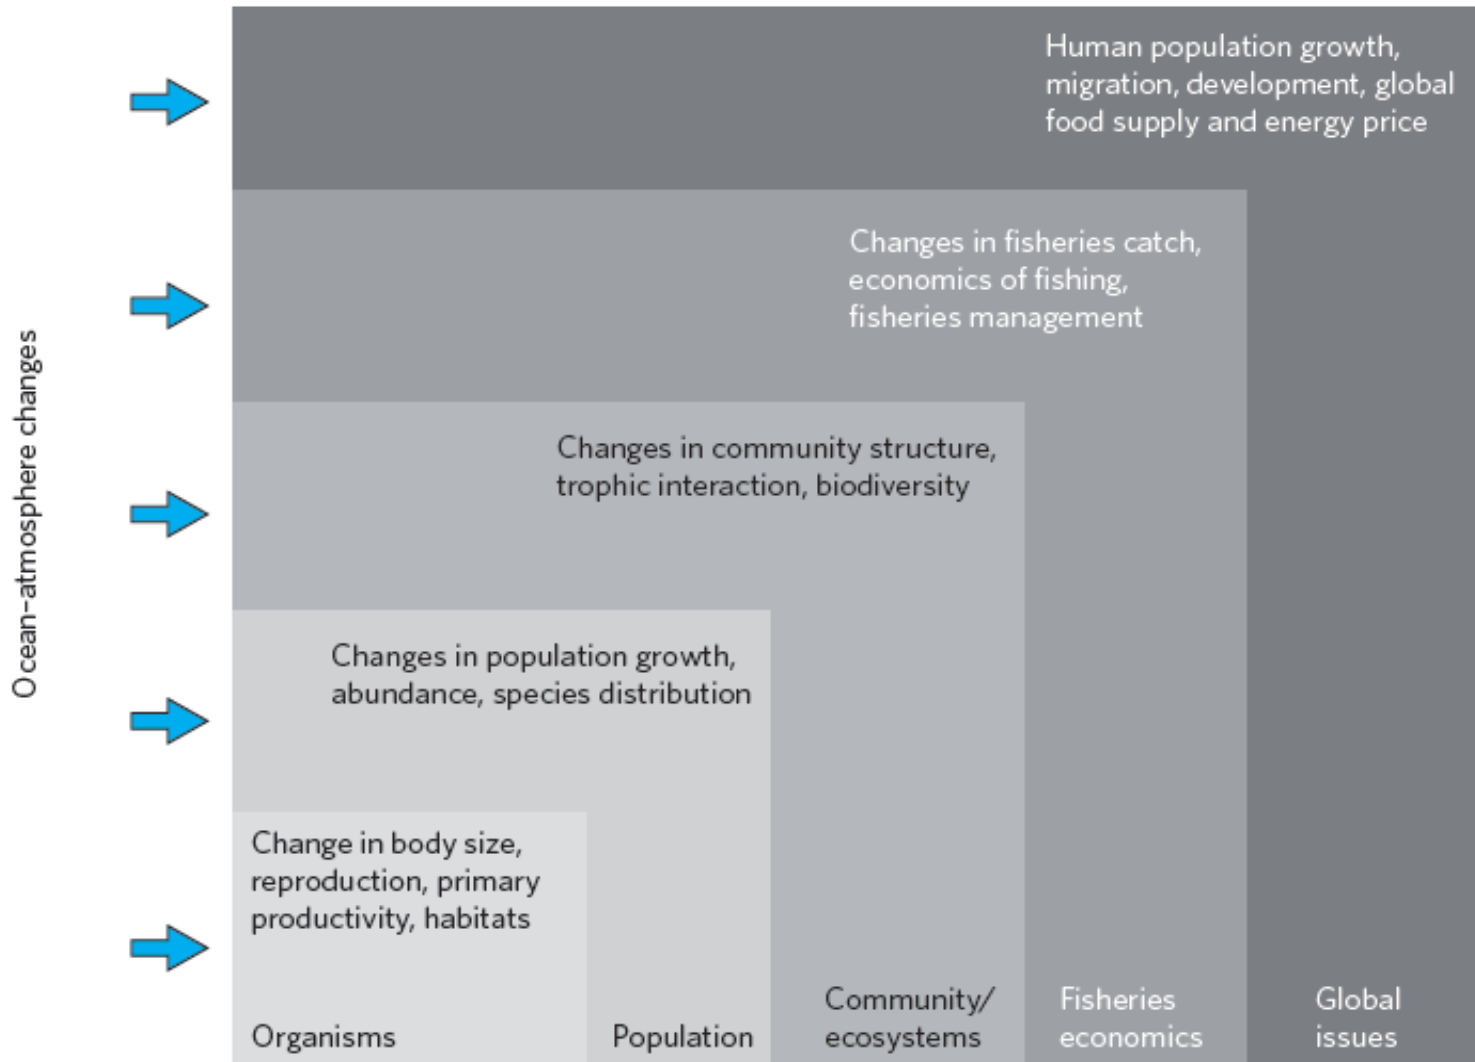 Ocean–atmosphere changes
Human population growth,
migration, development, global
food supply and energy price
Changes in fisheries catch,
economics of fishing,
fisheries management
Changes in community structure,
trophic interaction, biodiversity
Changes in population growth,
abundance, species distribution
Change in body size,
reproduction, primary
productivity, habitats
Organisms
Population
Community/
ecosystems
Fisheries
economics
Global
issues